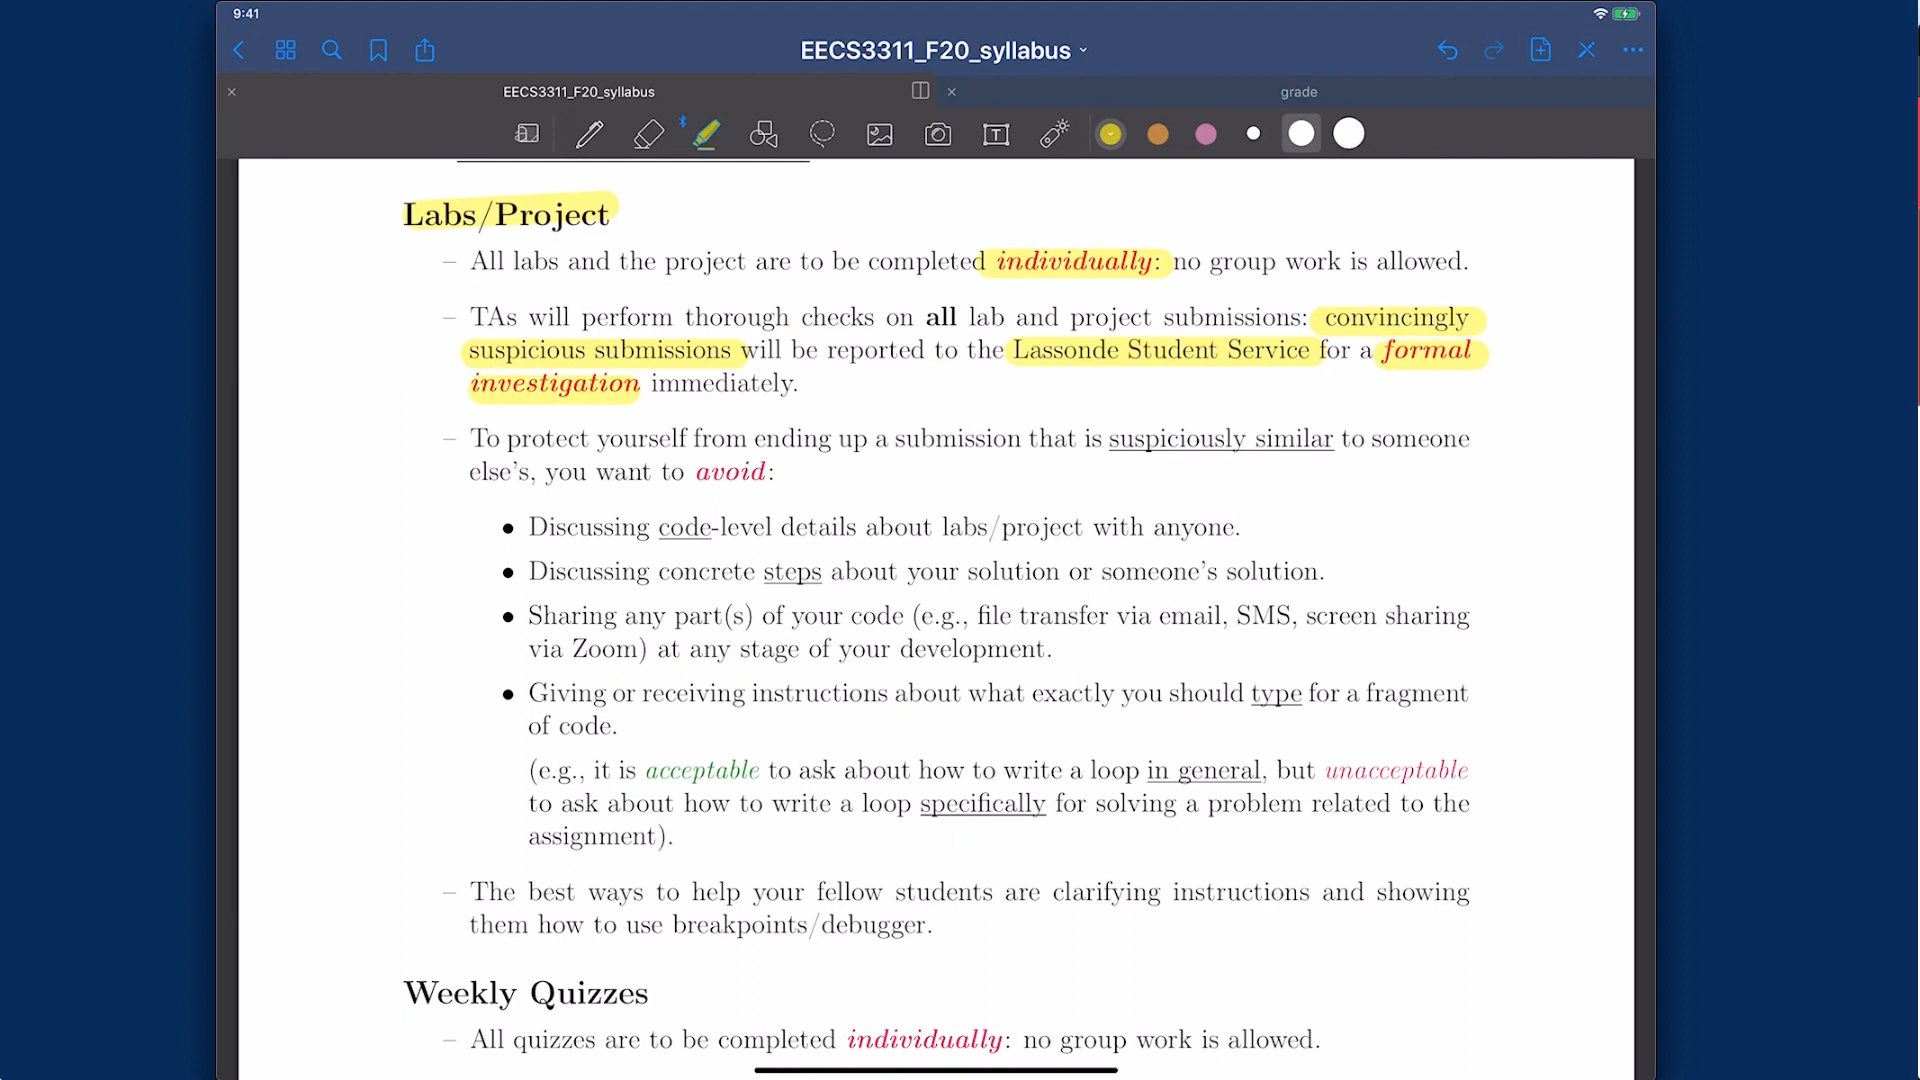 9:41
EECS3311_F20_syllabus
EECS3311_F20_syllabus
grade
Labs/Project
– All labs and the project are to be completed individually: no group work is allowed.
– TAs will perform thorough checks on all lab and project submissions: convincingly
suspicious submissions will be reported to the Lassonde Student Service for a formal
investigation immediately.
– To protect yourself from ending up a submission that is suspiciously similar to someone
else's, you want to avoid:
• Discussing code-level details about labs/project with anyone.
• Discussing concrete steps about your solution or someone's solution.
• Sharing any part(s) of your code (e.g., file transfer via email, SMS, screen sharing
via Zoom) at any stage of your development.
• Giving or receiving instructions about what exactly you should type for a fragment
of code.
(e.g., it is acceptable to ask about how to write a loop in general, but unacceptable
to ask about how to write a loop specifically for solving a problem related to the
assignment).
– The best ways to help your fellow students are clarifying instructions and showing
them how to use breakpoints/debugger.
Weekly Quizzes
– All quizzes are to be completed individually: no group work is allowed.